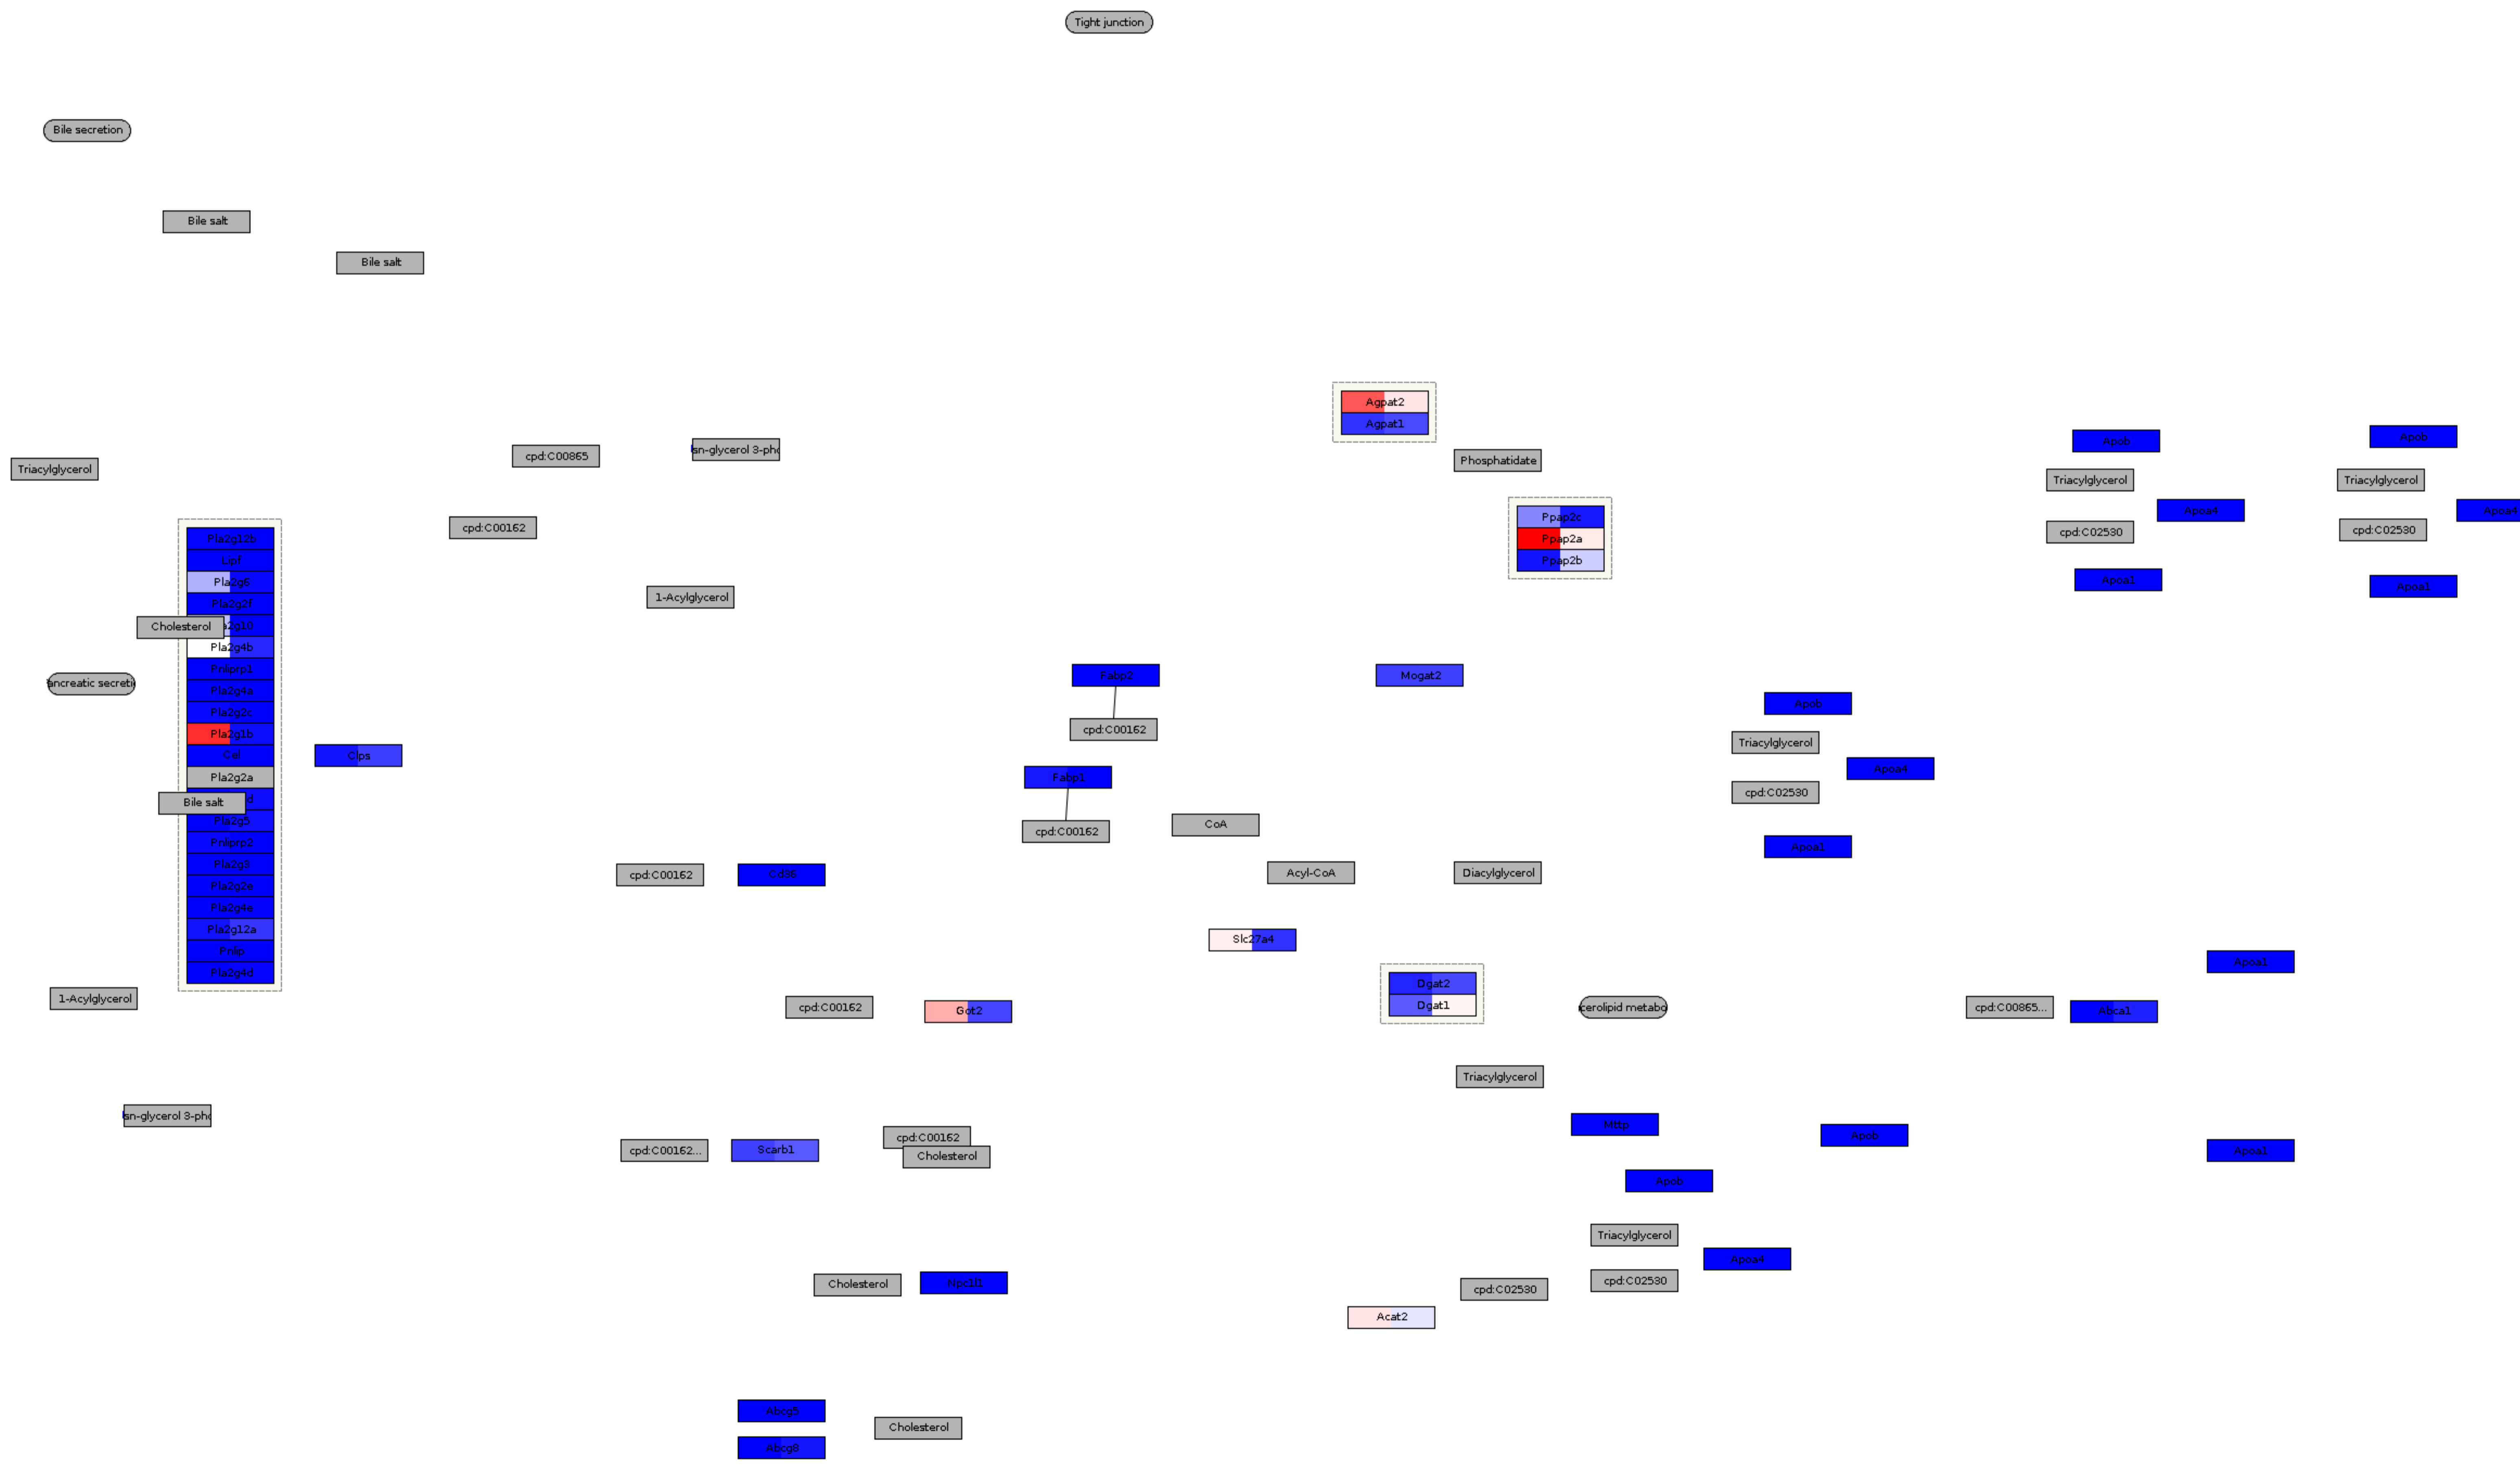 Tight junction
Bile secretion
Bile salt
Bile salt
Agpat2
Agpat1
Apob
Apob
sn-glycerol 3-pho
cpd:C00865
Phosphatidate
Triacylglycerol
Triacylglycerol
Triacylglycerol
Apoa4
Apoa4
Ppap2c
Ppap2a
Ppap2b
cpd:C00162
cpd:C02530
cpd:C02530
Pla2g12b
Lipf
Pla2g6
Pla2g2f
a2g10
Pla2g4b
Pnliprp1
Pla2g4a
Pla2g2c
Pla2g1b
Cel
Pla2g2a
d
Pla2g5
Pnliprp2
Pla2g3
Pla2g2e
Pla2g4e
Pla2g12a
Pnlip
Pla2g4d
Apoa1
Apoa1
1-Acylglycerol
Cholesterol
ancreatic secreti
Fabp2
Mogat2
Apob
cpd:C00162
Triacylglycerol
Clps
Apoa4
Fabp1
cpd:C02530
Bile salt
cpd:C00162
CoA
Apoa1
cpd:C00162
Cd36
Acyl-CoA
Diacylglycerol
Slc27a4
Apoa1
Dgat2
Dgat1
1-Acylglycerol
cpd:C00162
Got2
cerolipid metabo
cpd:C00865...
Abca1
Triacylglycerol
sn-glycerol 3-pho
Mttp
Apob
cpd:C00162...
Scarb1
cpd:C00162
Cholesterol
Apoa1
Apob
Triacylglycerol
Apoa4
Cholesterol
Npc1l1
cpd:C02530
cpd:C02530
Acat2
Abcg5
Cholesterol
Abcg8